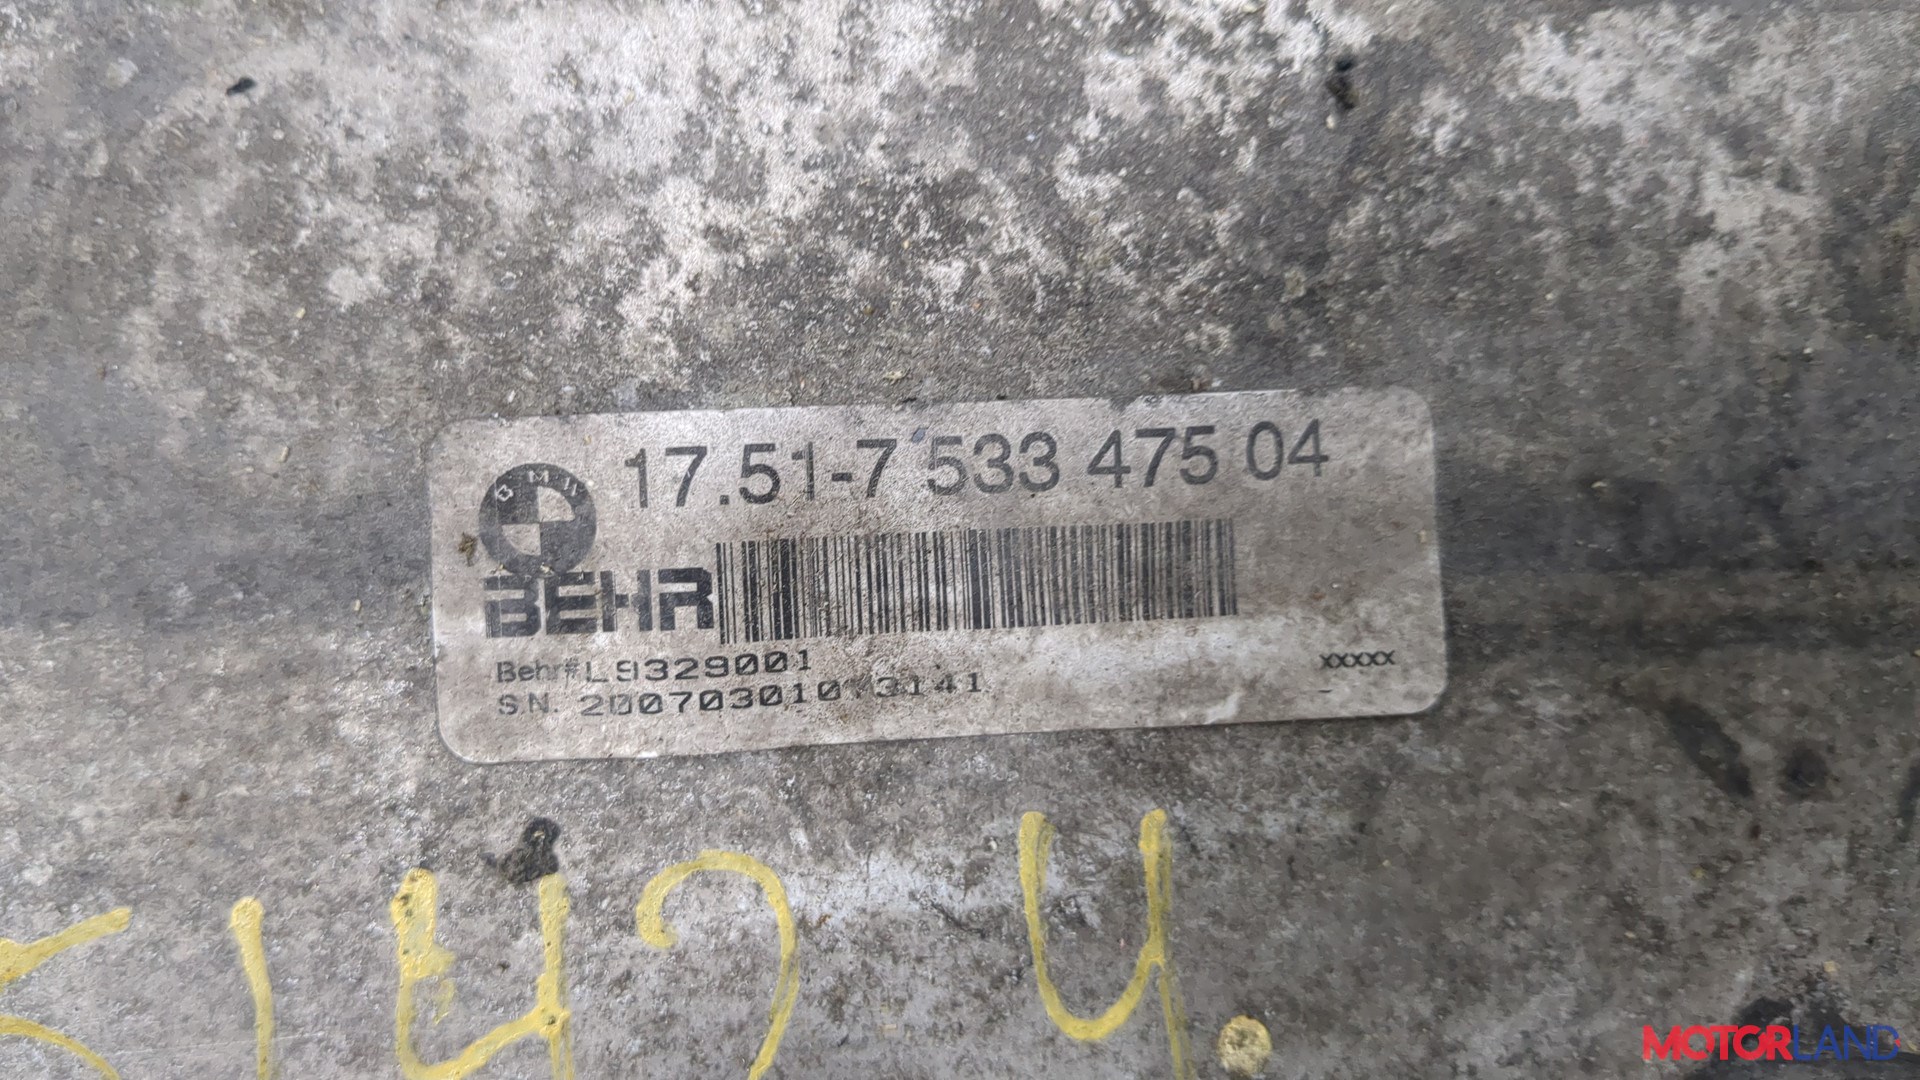 BMW
17.51-7 533 475 04
BEHR
Behr# L9329001
xxxxx
S.N.
MOTORLAND